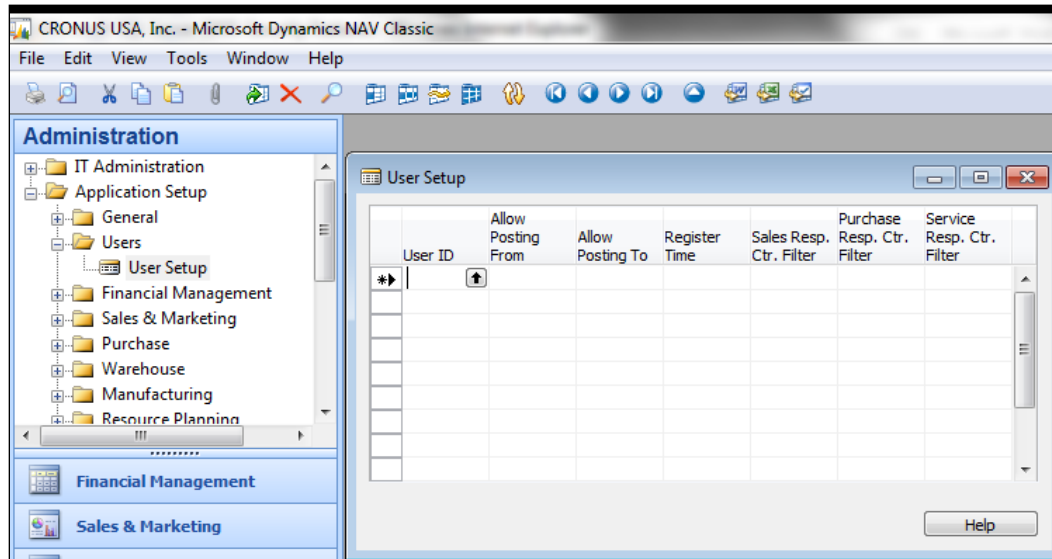 CRONUS USA, Inc. - Microsoft Dynamics NAV Classic
File Edit View Tools Window Help
Administration
IT Administration
Application Setup
General
Users
User Setup
Financial Management
Sales & Marketing
Purchase
Warehouse
Manufacturing
Resource Planning
Financial Management
Sales & Marketing
User Setup
User ID
Allow
Posting
From
Allow
Posting To
Register
Time
Sales Resp.
Ctr. Filter
Purchase
Resp. Ctr.
Filter
Service
Resp. Ctr.
Filter
Help